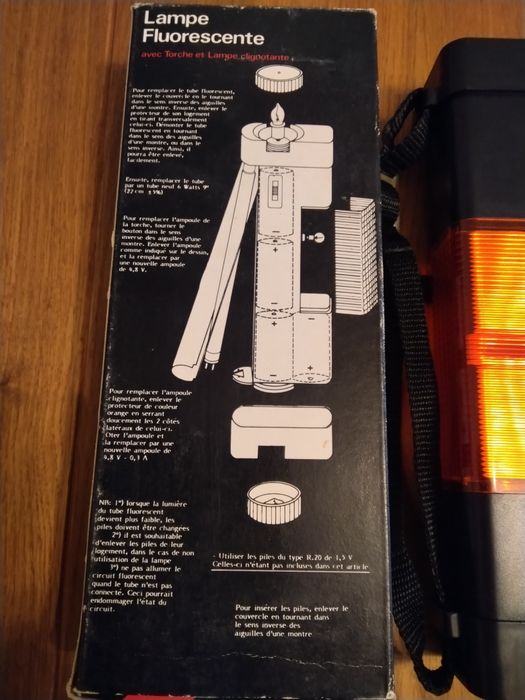 Lampe
Fluorescente
avec Torche et Lampe clignotante
Pour remplacer le tube fluorescent,
enlever le couvercle en le tournant
dans le sens inverse des aiguilles
d'une montre. Ensuite, enlever le
protecteur de son logement
en tirant transversalement
celui-ci. Démonter le tube
fluorescent en tournant
dans le sens des aiguilles
d'une montre, ou dans le
sens inverse. Ainsi, il
pourra être enlevé,
facilement.
Ensuite, remplacer le tube
par un tube neuf 6 Watts 9"
(22 cm ± 5%)
Pour remplacer l'ampoule de
la torche, tourner le
bouton dans le sens
inverse des aiguilles d'une
montre. Enlever l'ampoule
comme indiqué sur le dessin,
et la remplacer par
une nouvelle ampoule
de 4,8 V.
Pour remplacer l'ampoule
clignotante, enlever le
protecteur de couleur
orange en serrant
doucement les 2 côtés
latéraux de celui-ci.
Oter l'ampoule et
la remplacer par une
nouvelle ampoule de
4,8 V - 0,1 A
NB: 1°) lorsque la lumière
du tube fluorescent
devient plus faible, les
piles doivent être changées
2°) il est souhaitable
d'enlever les piles de leur
logement, dans le cas de non
utilisation de la lampe
3°) ne pas allumer le
circuit fluorescent
quand le tube n'est pas
connecté. Ceci pourrait
endommager l'état du
circuit.
- Utiliser les piles du type R.20 de 1,5 V
Celles-ci n'étant pas incluses dans cet article
Pour insérer les piles, enlever le
couvercle en tournant dans
le sens inverse des
aiguilles d'une montre